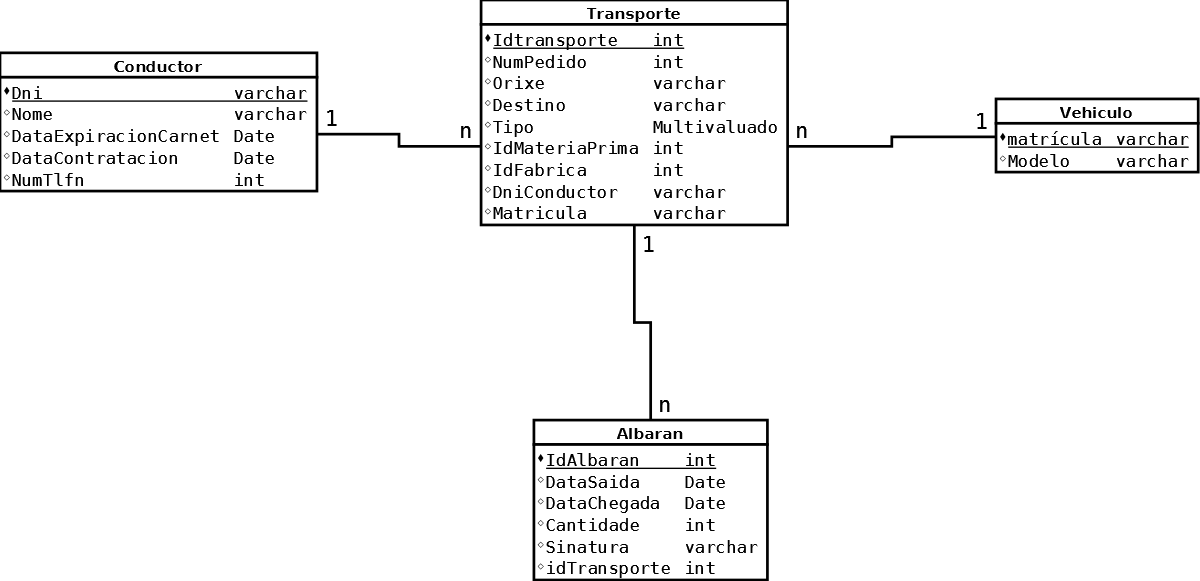 Transporte
Idtransporte int
NumPedido int
Orixe varchar
Destino varchar
Tipo Multivaluado
IdMateriaPrima int
IdFabrica int
DniConductor varchar
Matricula varchar
Conductor
Dni varchar
Nome varchar
DataExpiracionCarnet Date
DataContratacion Date
NumTlfn int
1
n
n
1
Vehiculo
matrícula varchar
Modelo varchar
1
n
Albaran
IdAlbaran int
DataSaida Date
DataChegada Date
Cantidade int
Sinatura varchar
idTransporte int